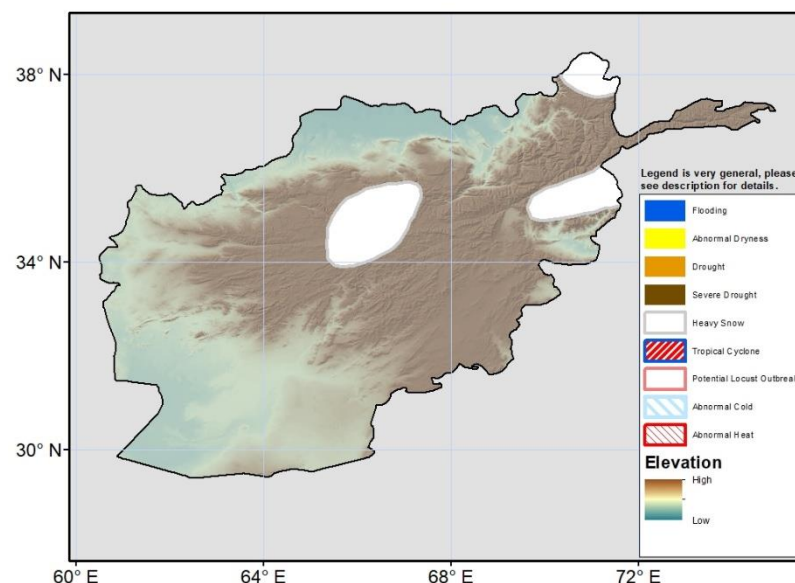 38° N
34° N
30° N
60° E
64° E
68° E
72° E
Legend is very general, please
see description for details.
Flooding
Abnormal Dryness
Drought
Severe Drought
Heavy Snow
Tropical Cyclone
Potential Locust Outbreak
Abnormal Cold
Abnormal Heat
Elevation
High
Low